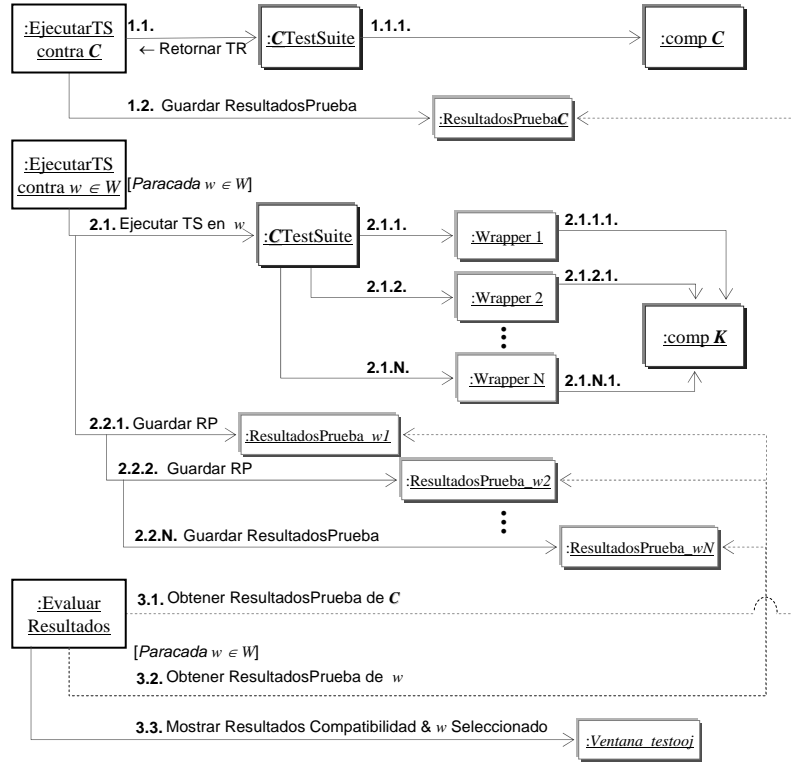 :EjecutarTS
contra C
1.1.
← Retornar TR
:CTestSuite
1.1.1.
:comp C
1.2. Guardar ResultadosPrueba
:ResultadosPruebaC
:EjecutarTS
contra w ∈ W
[Paracada w ∈ W]
2.1. Ejecutar TS en w
:CTestSuite
2.1.1.
:Wrapper 1
2.1.1.1.
2.1.2.
:Wrapper 2
2.1.2.1.
:comp K
2.1.N.
:Wrapper N
2.1.N.1.
2.2.1. Guardar RP
:ResultadosPrueba_w1
2.2.2. Guardar RP
:ResultadosPrueba_w2
2.2.N. Guardar ResultadosPrueba
:ResultadosPrueba_wN
:Evaluar
Resultados
3.1. Obtener ResultadosPrueba de C
[Paracada w ∈ W]
3.2. Obtener ResultadosPrueba de w
3.3. Mostrar Resultados Compatibilidad & w Seleccionado
:Ventana_testooj